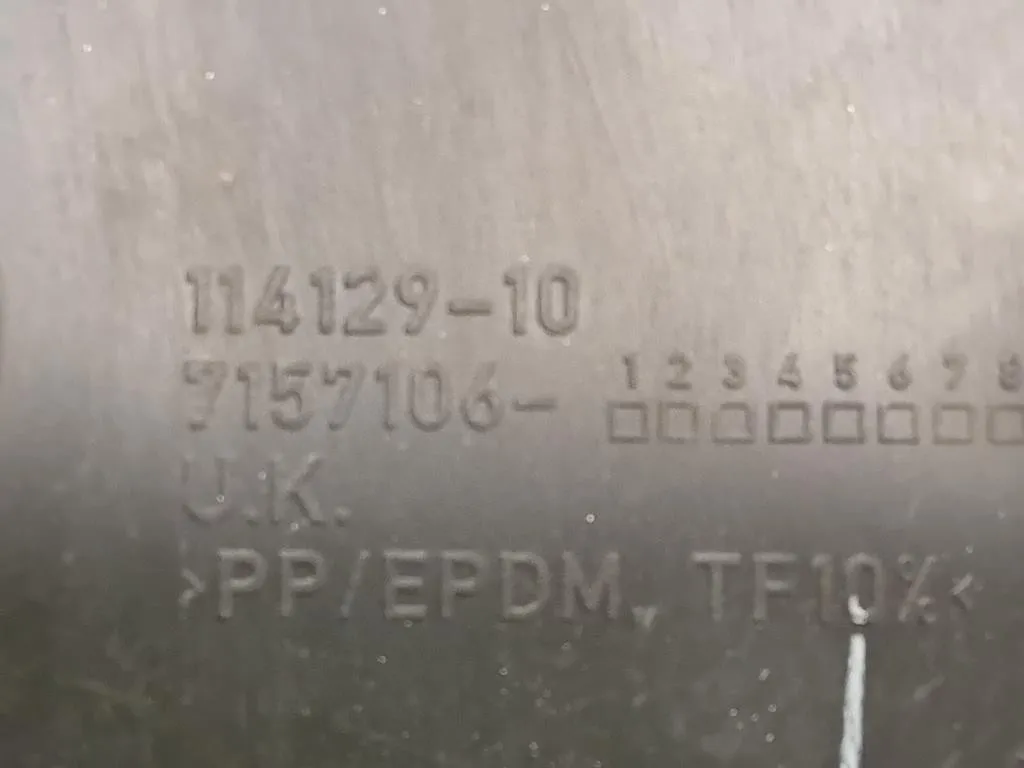 114129-10
7157106- 1 2 3 4 5 6 7 8
U.K.
>PP/EPDM, TF10%<